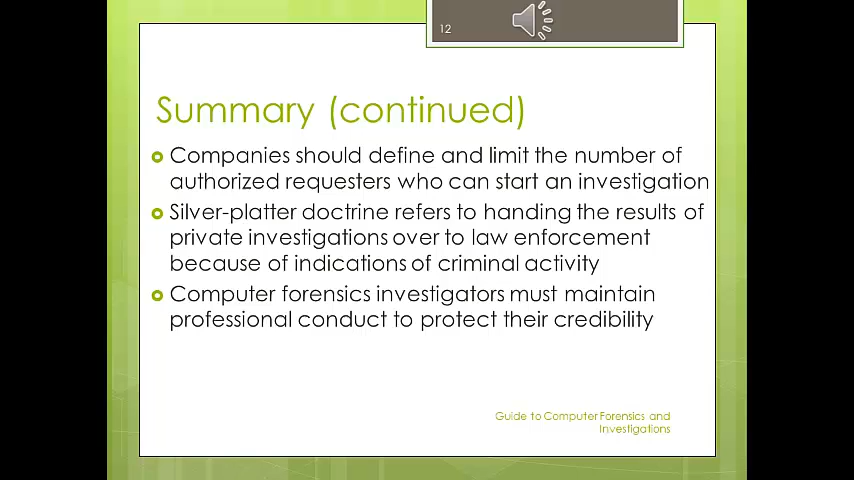 12
Summary (continued)
Companies should define and limit the number of
authorized requesters who can start an investigation
Silver-platter doctrine refers to handing the results of
private investigations over to law enforcement
because of indications of criminal activity
Computer forensics investigators must maintain
professional conduct to protect their credibility
Guide to Computer Forensics and
Investigations